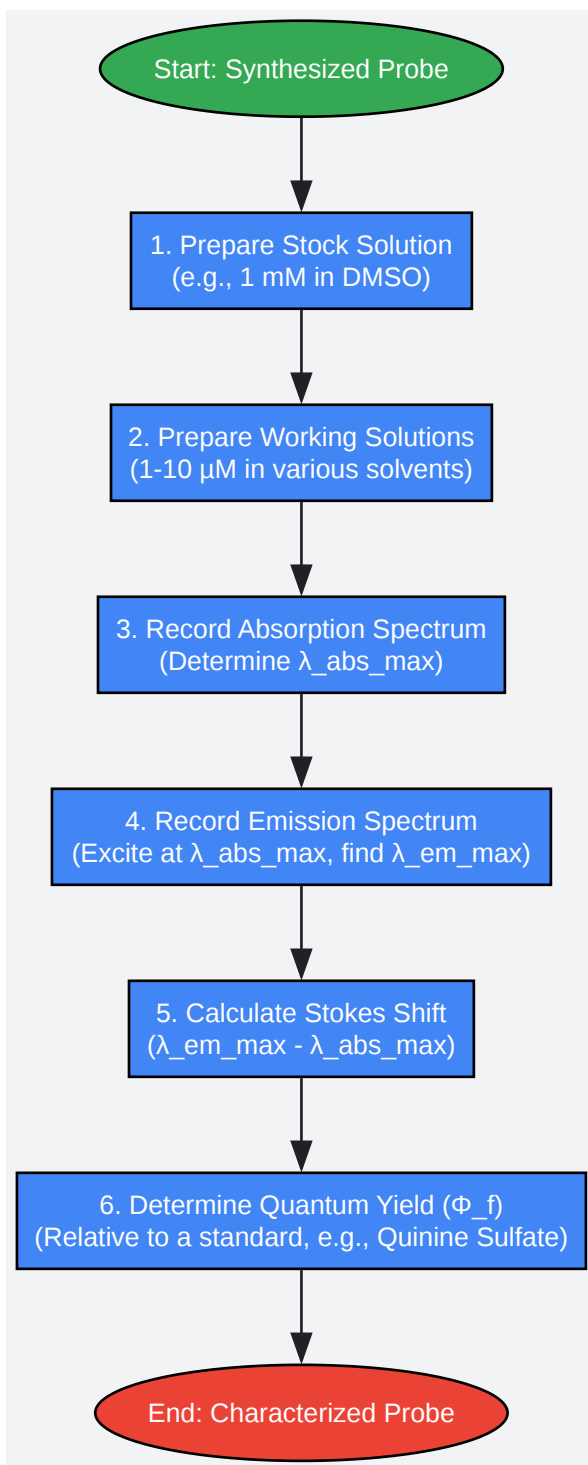 Start: Synthesized Probe
1. Prepare Stock Solution
(e.g., 1 mM in DMSO)
2. Prepare Working Solutions
(1-10 µM in various solvents)
3. Record Absorption Spectrum
(Determine λ_abs_max)
4. Record Emission Spectrum
(Excite at λ_abs_max, find λ_em_max)
5. Calculate Stokes Shift
(λ_em_max - λ_abs_max)
6. Determine Quantum Yield (Φ_f)
(Relative to a standard, e.g., Quinine Sulfate)
End: Characterized Probe